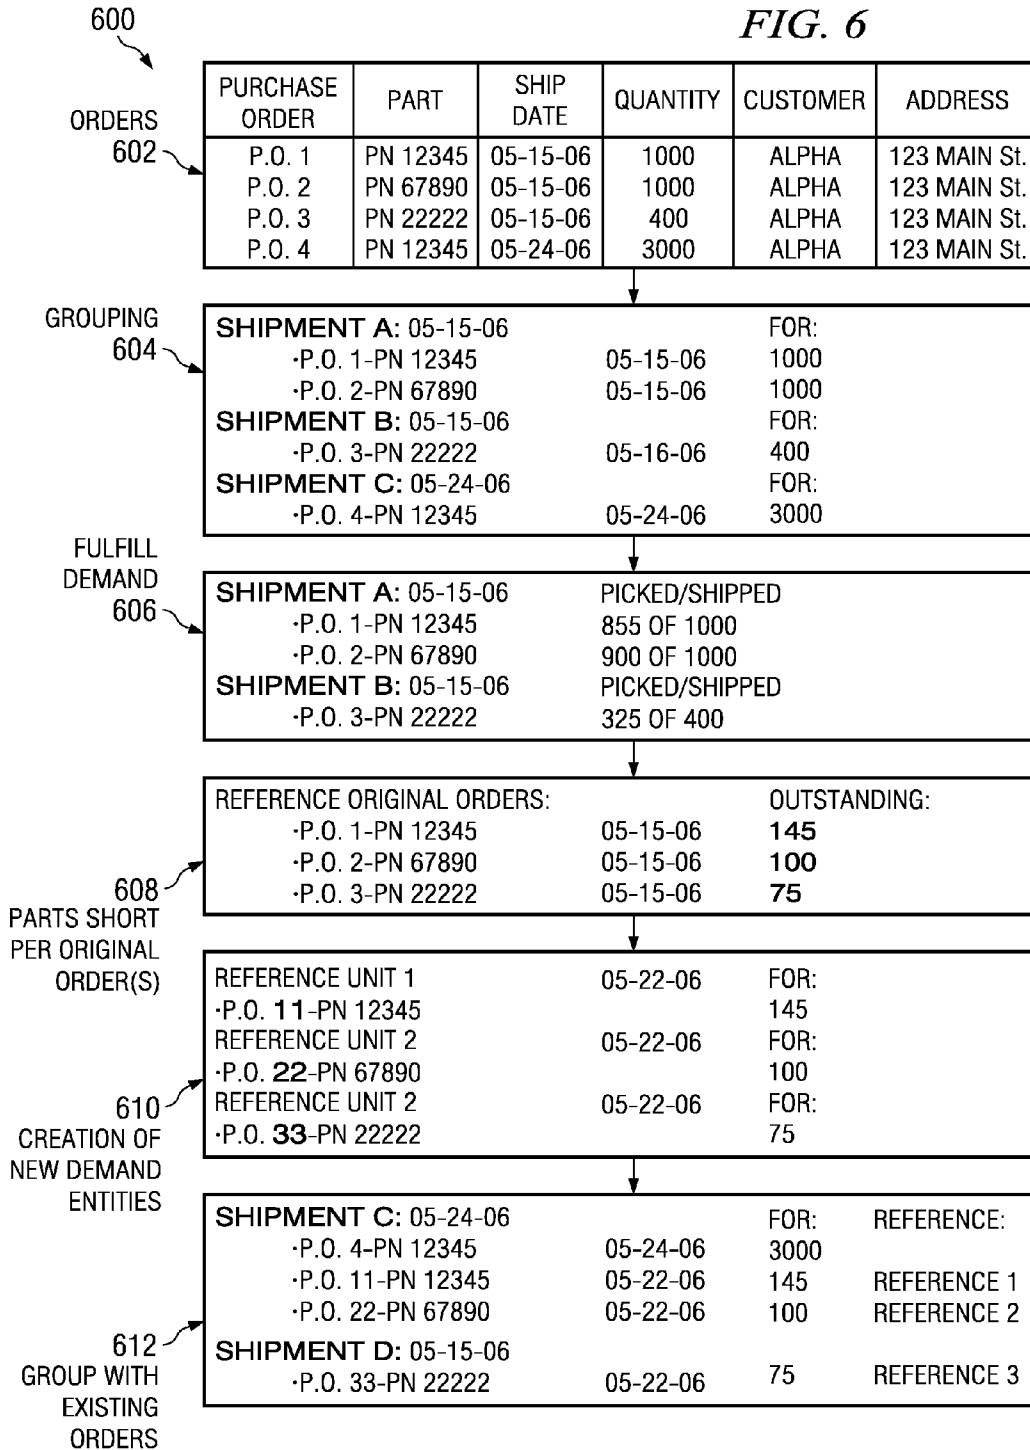 600
FIG. 6
ORDERS
602
PURCHASE ORDER PART SHIP DATE QUANTITY CUSTOMER ADDRESS
P.O. 1 PN 12345 05-15-06 1000 ALPHA 123 MAIN St.
P.O. 2 PN 67890 05-15-06 1000 ALPHA 123 MAIN St.
P.O. 3 PN 22222 05-15-06 400 ALPHA 123 MAIN St.
P.O. 4 PN 12345 05-24-06 3000 ALPHA 123 MAIN St.
GROUPING
604
SHIPMENT A: 05-15-06 FOR:
·P.O. 1-PN 12345 05-15-06 1000
·P.O. 2-PN 67890 05-15-06 1000
SHIPMENT B: 05-15-06 FOR:
·P.O. 3-PN 22222 05-16-06 400
SHIPMENT C: 05-24-06 FOR:
·P.O. 4-PN 12345 05-24-06 3000
FULFILL
DEMAND
606
SHIPMENT A: 05-15-06 PICKED/SHIPPED
·P.O. 1-PN 12345 855 OF 1000
·P.O. 2-PN 67890 900 OF 1000
SHIPMENT B: 05-15-06 PICKED/SHIPPED
·P.O. 3-PN 22222 325 OF 400
REFERENCE ORIGINAL ORDERS: OUTSTANDING:
·P.O. 1-PN 12345 05-15-06 145
·P.O. 2-PN 67890 05-15-06 100
·P.O. 3-PN 22222 05-15-06 75
608
PARTS SHORT
PER ORIGINAL
ORDER(S)
REFERENCE UNIT 1 05-22-06 FOR:
·P.O. 11-PN 12345 145
REFERENCE UNIT 2 05-22-06 FOR:
·P.O. 22-PN 67890 100
REFERENCE UNIT 2 05-22-06 FOR:
·P.O. 33-PN 22222 75
610
CREATION OF
NEW DEMAND
ENTITIES
SHIPMENT C: 05-24-06 FOR: REFERENCE:
·P.O. 4-PN 12345 05-24-06 3000
·P.O. 11-PN 12345 05-22-06 145 REFERENCE 1
·P.O. 22-PN 67890 05-22-06 100 REFERENCE 2
SHIPMENT D: 05-15-06
·P.O. 33-PN 22222 05-22-06 75 REFERENCE 3
612
GROUP WITH
EXISTING
ORDERS